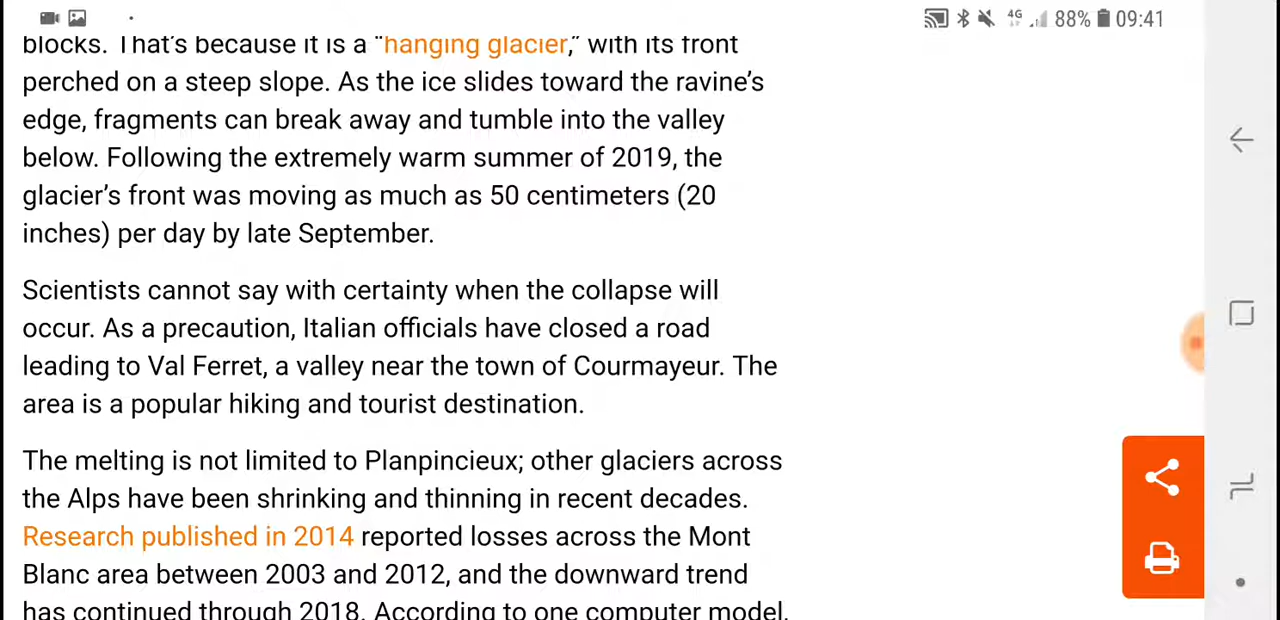 4G 88% 09:41
blocks. That's because it is a "hanging glacier," with its front
perched on a steep slope. As the ice slides toward the ravine’s
edge, fragments can break away and tumble into the valley
below. Following the extremely warm summer of 2019, the
glacier’s front was moving as much as 50 centimeters (20
inches) per day by late September.
Scientists cannot say with certainty when the collapse will
occur. As a precaution, Italian officials have closed a road
leading to Val Ferret, a valley near the town of Courmayeur. The
area is a popular hiking and tourist destination.
The melting is not limited to Planpincieux; other glaciers across
the Alps have been shrinking and thinning in recent decades.
Research published in 2014 reported losses across the Mont
Blanc area between 2003 and 2012, and the downward trend
has continued through 2018. According to one computer model,